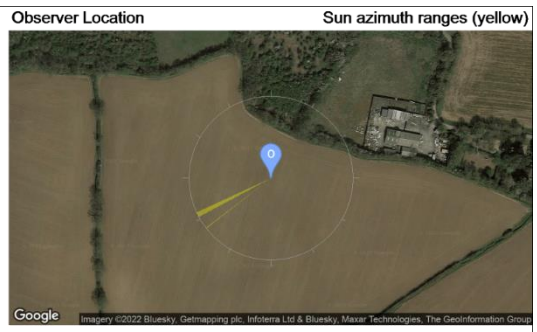 Observer Location
Sun azimuth ranges (yellow)
O
Google
Imagery ©2022 Bluesky, Getmapping plc, Infoterra Ltd & Bluesky, Maxar Technologies, The GeoInformation Group